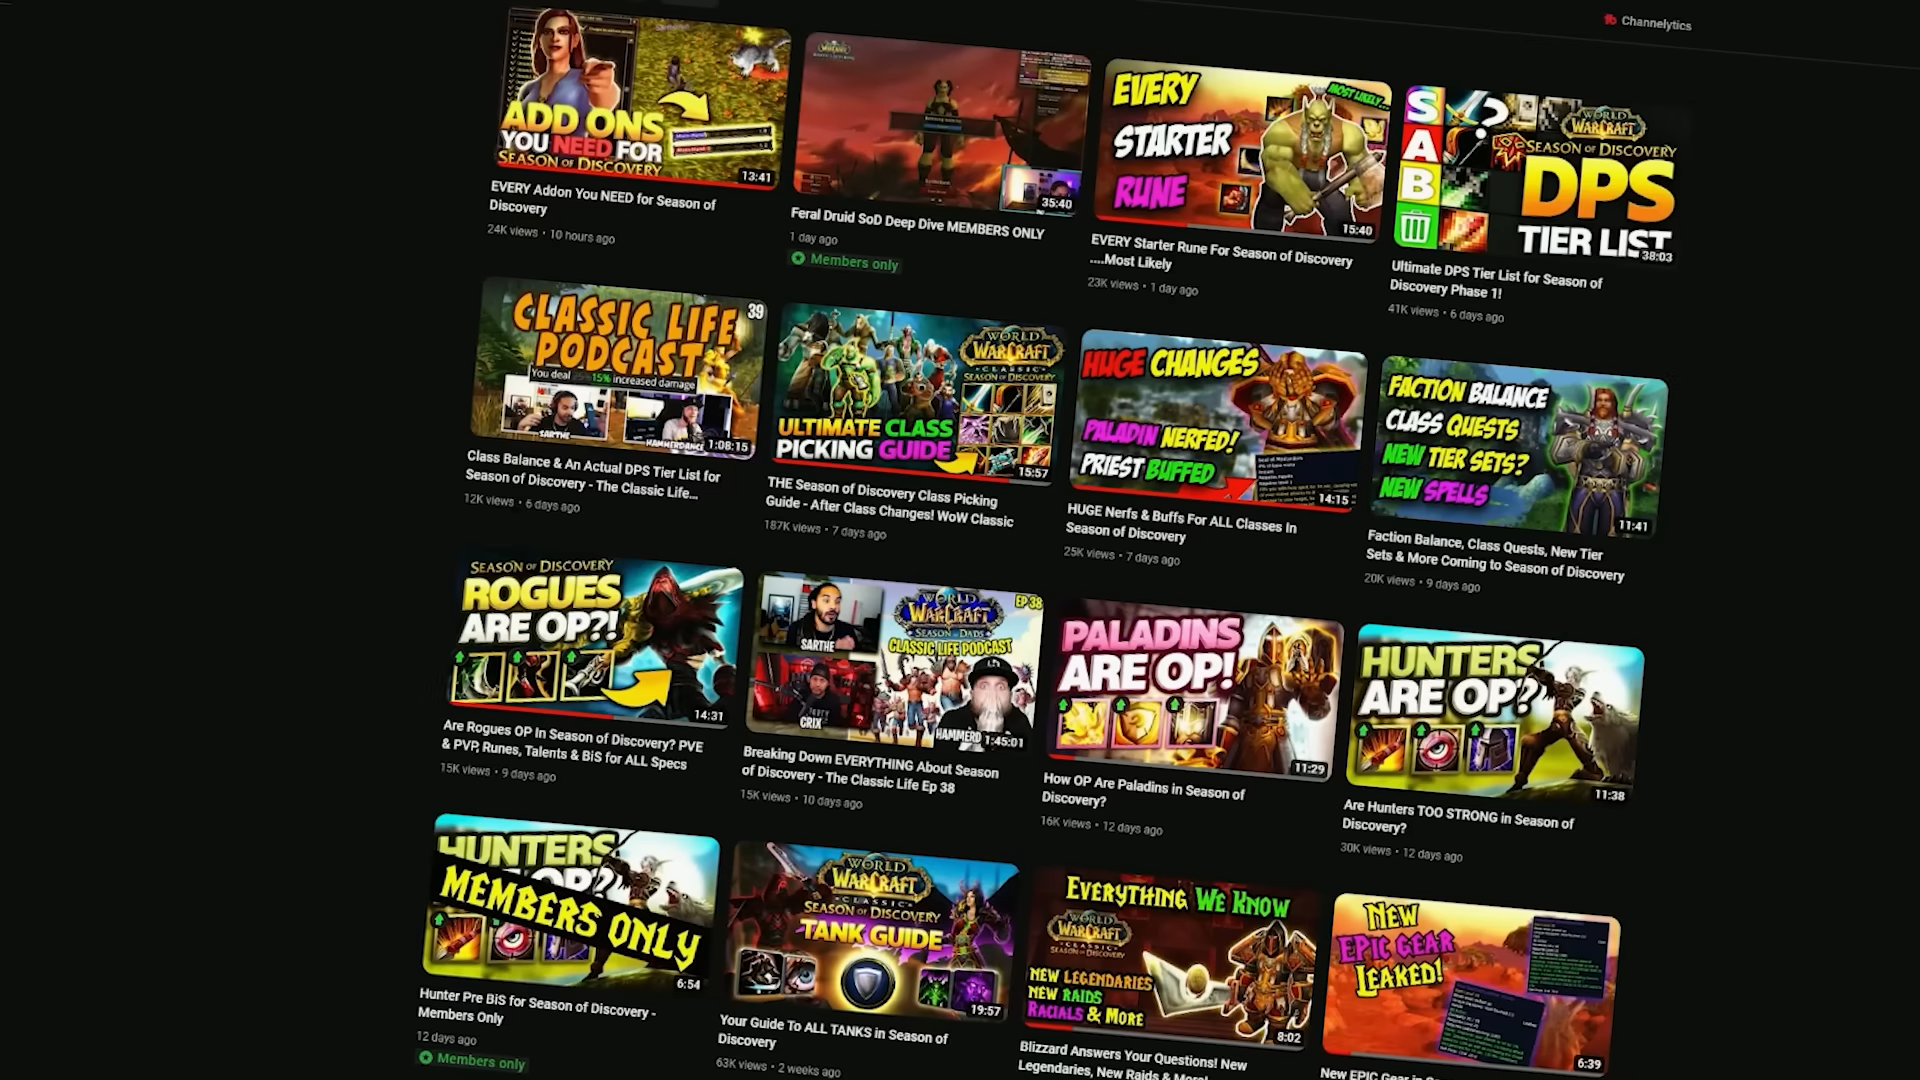 Channelytics
ADD ONS
YOU NEED FOR
SEASON OF DISCOVERY
13:41
EVERY Addon You NEED for Season of
Discovery
24K views • 10 hours ago
35:40
Feral Druid SoD Deep Dive MEMBERS ONLY
1 day ago
Members only
EVERY
MOST LIKELY...
STARTER
RUNE
15:40
EVERY Starter Rune For Season of Discovery
....Most Likely
23K views • 1 day ago
S
A
B
?
WORLD
WARCRAFT
SEASON OF DISCOVERY
DPS
TIER LIST
38:03
Ultimate DPS Tier List for Season of
Discovery Phase 1!
41K views • 6 days ago
CLASSIC LIFE
PODCAST
39
You deal 15% increased damage
SARTHE
HAMMERDANCE
1:08:15
Class Balance & An Actual DPS Tier List for
Season of Discovery - The Classic Life...
12K views • 6 days ago
WORLD
WARCRAFT
CLASSIC
SEASON OF DISCOVERY
ULTIMATE CLASS
PICKING GUIDE
15:57
THE Season of Discovery Class Picking
Guide - After Class Changes! WoW Classic
187K views • 7 days ago
HUGE CHANGES
PALADIN NERFED!
PRIEST BUFFED
14:15
HUGE Nerfs & Buffs For ALL Classes In
Season of Discovery
25K views • 7 days ago
FACTION BALANCE
CLASS QUESTS
NEW TIER SETS?
NEW SPELLS
11:41
Faction Balance, Class Quests, New Tier
Sets & More Coming to Season of Discovery
20K views • 9 days ago
SEASON OF DISCOVERY
ROGUES
ARE OP?!
14:31
Are Rogues OP In Season of Discovery? PVE
& PVP, Runes, Talents & BiS for ALL Specs
15K views • 9 days ago
WORLD
WARCRAFT
SEASON OF DADS
CLASSIC LIFE PODCAST
EP 38
SARTHE
CRIX
HAMMERD
1:45:01
Breaking Down EVERYTHING About Season
of Discovery - The Classic Life Ep 38
15K views • 10 days ago
PALADINS
ARE OP!
11:29
How OP Are Paladins in Season of
Discovery?
16K views • 12 days ago
HUNTERS
ARE OP?
11:38
Are Hunters TOO STRONG in Season of
Discovery?
30K views • 12 days ago
HUNTERS
OP?
MEMBERS ONLY
6:54
Hunter Pre BiS for Season of Discovery -
Members Only
12 days ago
Members only
WORLD
WARCRAFT
CLASSIC
SEASON OF DISCOVERY
TANK GUIDE
19:57
Your Guide To ALL TANKS in Season of
Discovery
63K views • 2 weeks ago
EVERYTHING WE KNOW
WORLD
WARCRAFT
CLASSIC
SEASON OF DISCOVERY
NEW LEGENDARIES
NEW RAIDS
RACIALS & MORE
8:02
Blizzard Answers Your Questions! New
Legendaries, New Raids & More!
NEW
EPIC GEAR
LEAKED!
6:39
New EPIC Gear in